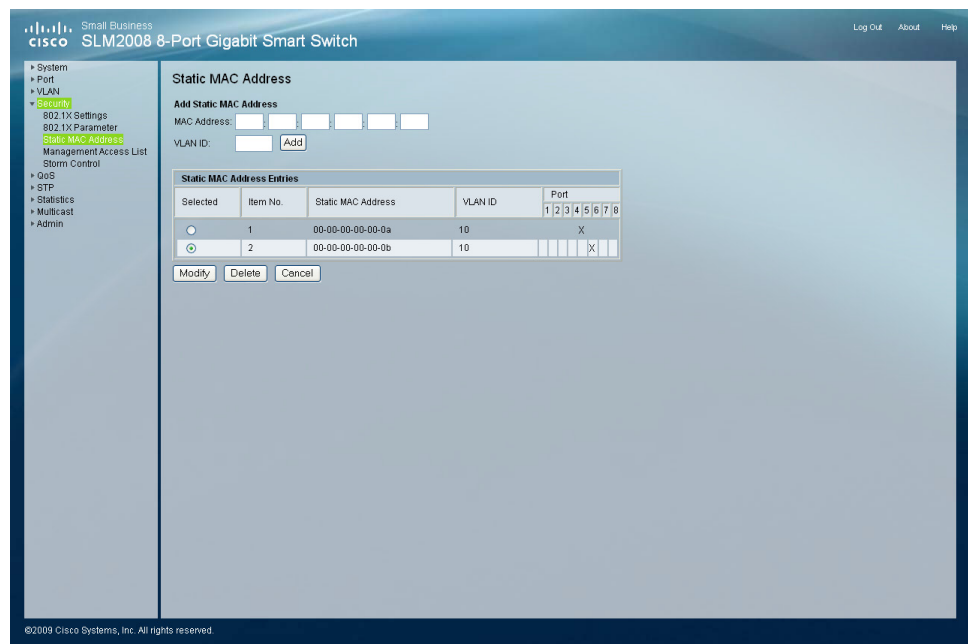 Small Business
CISCO SLM2008 8-Port Gigabit Smart Switch
Log Out About Help
System
Port
VLAN
Security
802.1X Settings
802.1X Parameter
Static MAC Address
Management Access List
Storm Control
QoS
STP
Statistics
Multicast
Admin
Static MAC Address
Add Static MAC Address
MAC Address: : : : : :
VLAN ID: Add
Static MAC Address Entries
Selected Item No. Static MAC Address VLAN ID Port
1 2 3 4 5 6 7 8
1 00-00-00-00-00-0a 10 X
2 00-00-00-00-00-0b 10 X
Modify Delete Cancel
©2009 Cisco Systems, Inc. All rights reserved.